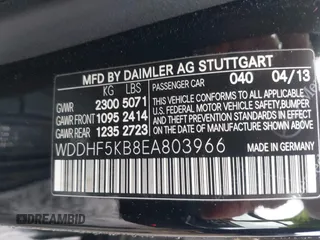 MFD BY DAIMLER AG STUTTGART
PASSENGER CAR 040 04/13
KG LBS
GVWR 2300 5071
GAWR FRONT 1095 2414
GAWR REAR 1235 2723
THIS VEHICLE CONFORMS TO ALL APPLICABLE
U.S. FEDERAL MOTOR VEHICLE SAFETY, BUMPER
AND THEFT PREVENTION STANDARDS IN EFFECT
ON THE DATE OF MANUFACTURE SHOWN ABOVE.
WDDHF5KB8EA803966
MADE IN GERMANY
DREAMBID